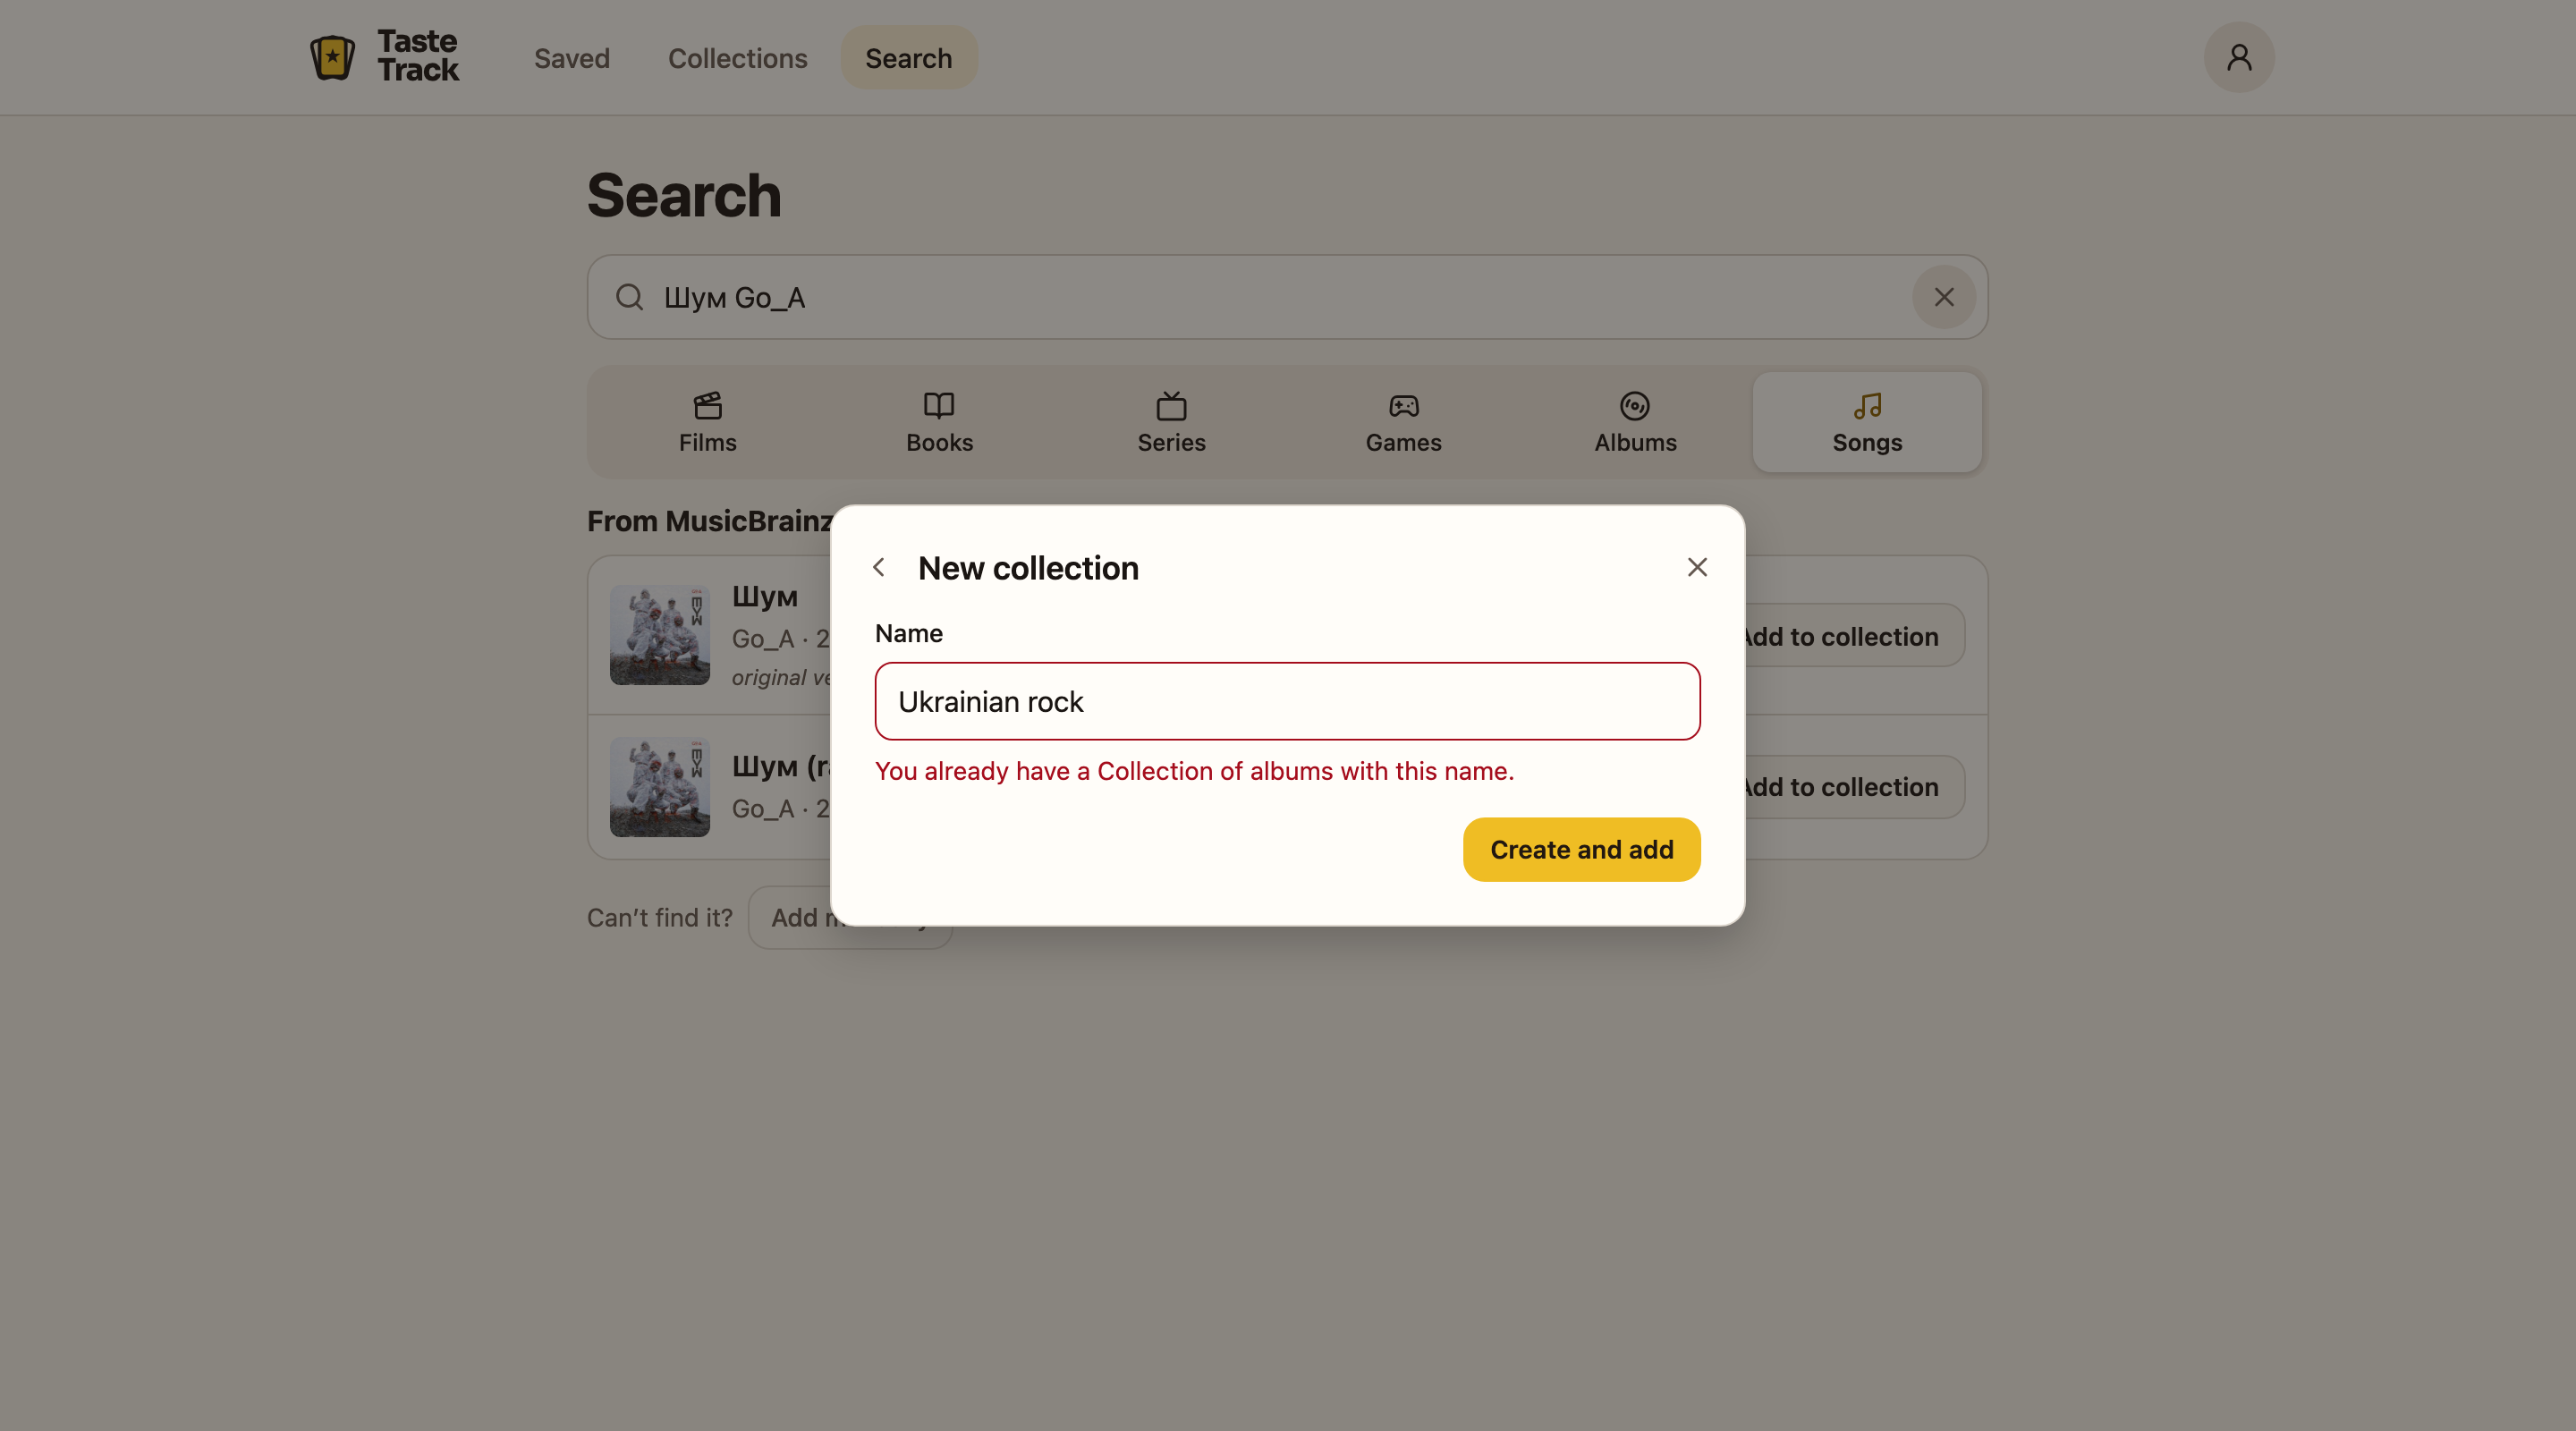 Taste
Track
Saved
Collections
Search
Search
Шум Go_A
Films
Books
Series
Games
Albums
Songs
From MusicBrainz
Шум
Go_A · 2
original
Add to collection
Шум
Go_A · 2
Add to collection
Can’t find it?
Add
New collection
Name
Ukrainian rock
You already have a Collection of albums with this name.
Create and add